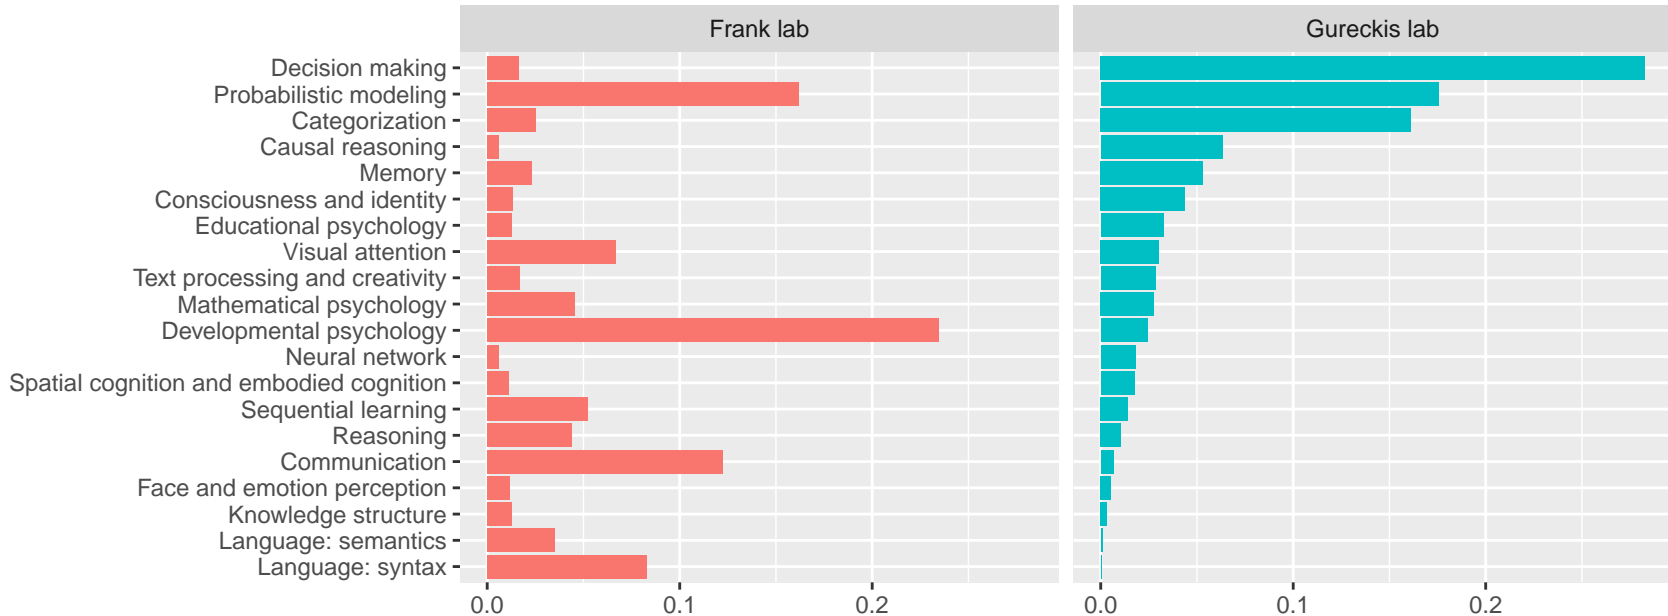 Frank lab
Gureckis lab
Decision making
Probabilistic modeling
Categorization
Causal reasoning
Memory
Consciousness and identity
Educational psychology
Visual attention
Text processing and creativity
Mathematical psychology
Developmental psychology
Neural network
Spatial cognition and embodied cognition
Sequential learning
Reasoning
Communication
Face and emotion perception
Knowledge structure
Language: semantics
Language: syntax
0.0 0.1 0.2
0.0 0.1 0.2